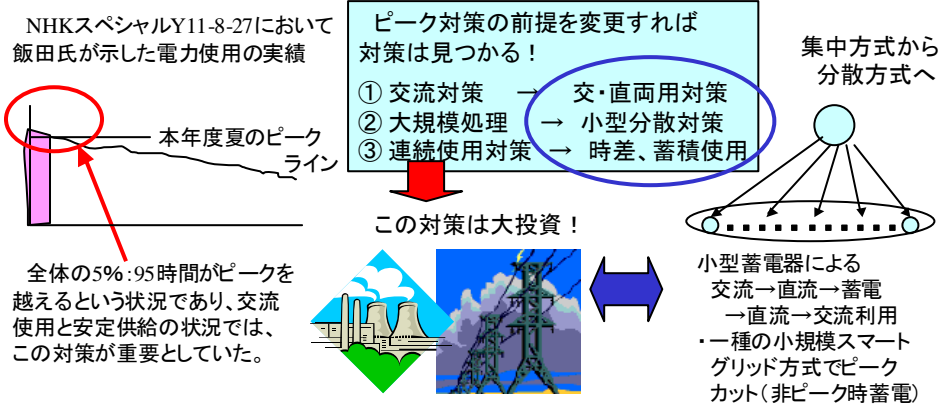 NHKスペシャルY11-8-27において
飯田氏が示した電力使用の実績
本年度夏のピーク
ライン
全体の5%:95時間がピークを
越えるという状況であり、交流
使用と安定供給の状況では、
この対策が重要としていた。
ピーク対策の前提を変更すれば
対策は見つかる!
① 交流対策 → 交・直両用対策
② 大規模処理 → 小型分散対策
③ 連続使用対策 → 時差、蓄積使用
この対策は大投資!
集中方式から
分散方式へ
小型蓄電器による
交流→直流→蓄電
→直流→交流利用
・一種の小規模スマート
グリッド方式でピーク
カット(非ピーク時蓄電)